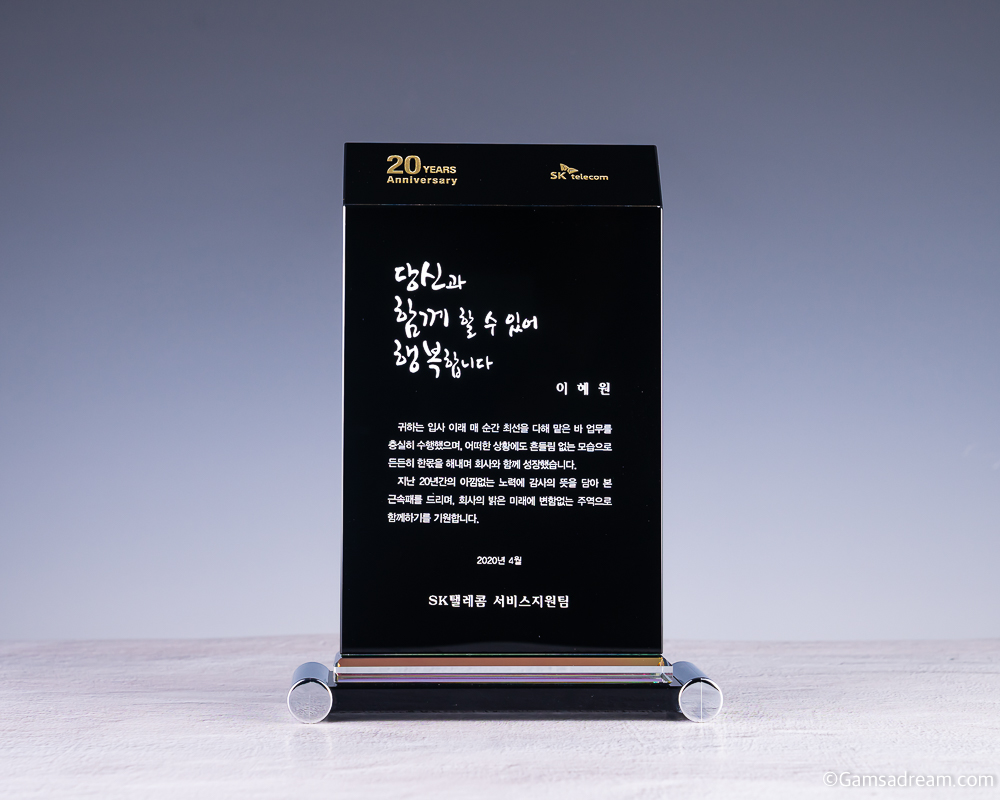 20 YEARS
Anniversary
SK telecom
당신과
함께 할 수 있어
행복합니다
이 혜 원
귀하는 입사 이래 매 순간 최선을 다해 맡은 바 업무를
충실히 수행했으며, 어떠한 상황에도 흔들림 없는 모습으로
든든히 한몫을 해내며 회사와 함께 성장했습니다.
지난 20년간의 아낌없는 노력에 감사의 뜻을 담아 본
근속패를 드리며, 회사의 밝은 미래에 변함없는 주역으로
함께하기를 기원합니다.
2020년 4월
SK텔레콤 서비스지원팀
©Gamsadream.com